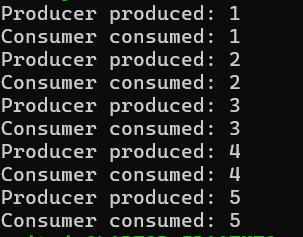 Producer produced: 1
Consumer consumed: 1
Producer produced: 2
Consumer consumed: 2
Producer produced: 3
Consumer consumed: 3
Producer produced: 4
Consumer consumed: 4
Producer produced: 5
Consumer consumed: 5